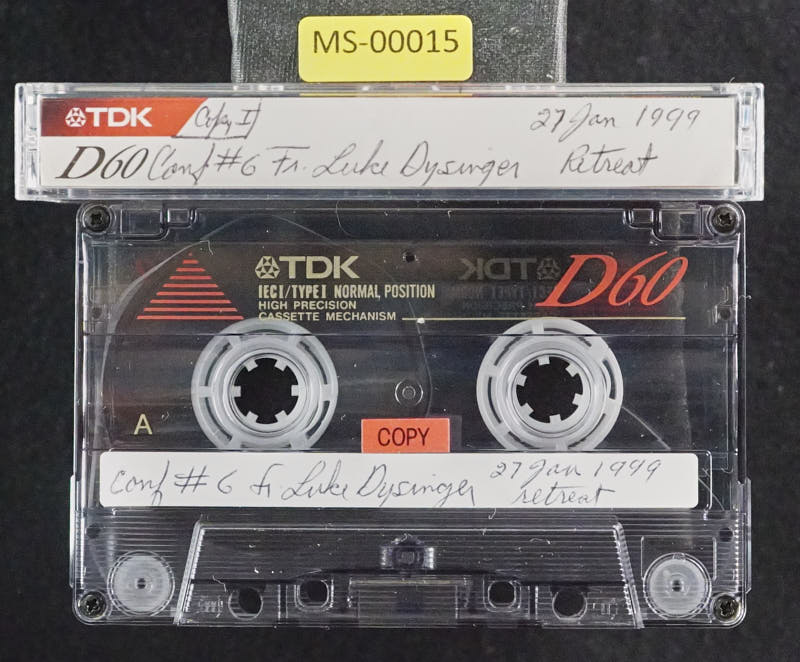 MS-00015
TDK Copy I 27 Jan 1999
D60 Conf #6 Fr. Luke Dysinger Retreat
TDK
IECI/TYPE I NORMAL POSITION
HIGH PRECISION
CASSETTE MECHANISM
TDK
D60
A
COPY
Conf #6 Fr. Luke Dysinger 27 Jan 1999
retreat